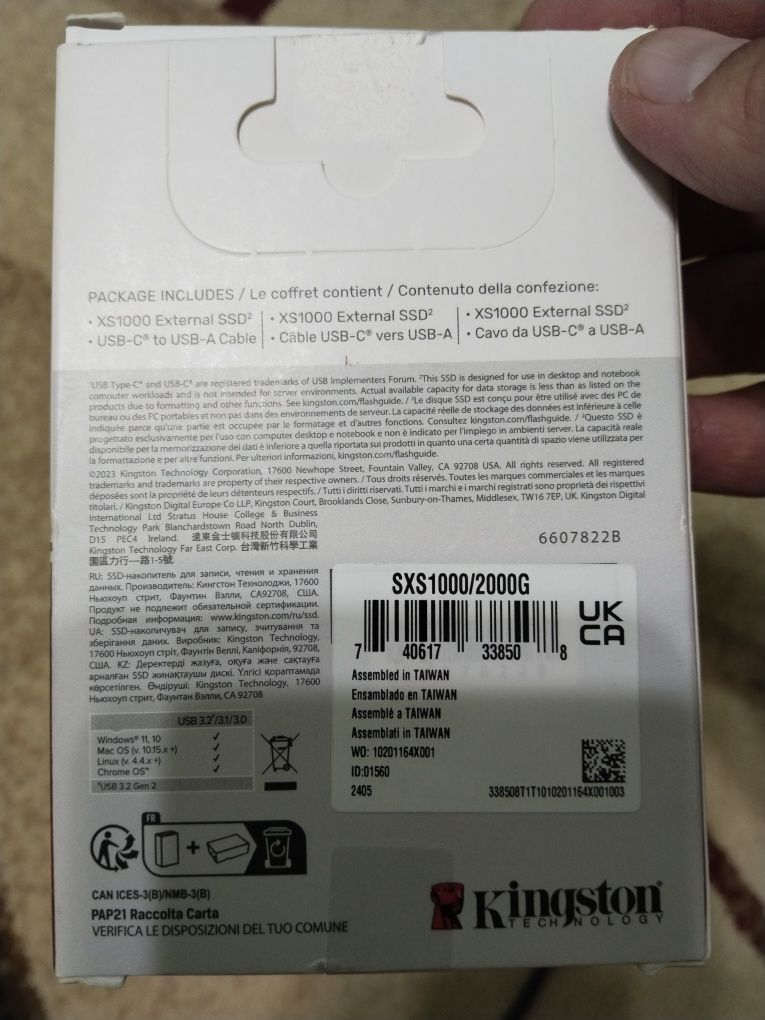 PACKAGE INCLUDES / Le coffret contient / Contenuto della confezione:
• XS1000 External SSD²
• USB-C® to USB-A Cable
• XS1000 External SSD²
• Câble USB-C® vers USB-A
• XS1000 External SSD²
• Cavo da USB-C® a USB-A
¹USB Type-C® and USB-C® are registered trademarks of USB Implementers Forum. ²This SSD is designed for use in desktop and notebook
computer workloads and is not intended for server environments. Actual available capacity for data storage is less than as listed on the
products due to formatting and other functions. See kingston.com/flashguide. / ²Le disque SSD est conçu pour être utilisé avec des PC de
bureau ou des PC portables et non pas dans des environnements de serveur. La capacité réelle de stockage des données est inférieure à celle
indiquée parce qu'une partie est occupée par le formatage et d'autres fonctions. Consultez kingston.com/flashguide. / ²Questo SSD è
progettato esclusivamente per l'uso con computer desktop e notebook e non è indicato per l'impiego in ambienti server. La capacità reale
disponibile per la memorizzazione dei dati è inferiore a quella riportata sui prodotti in quanto una certa quantità di spazio viene utilizzata per
la formattazione e per altre funzioni. Per ulteriori informazioni, kingston.com/flashguide.
©2023 Kingston Technology Corporation, 17600 Newhope Street, Fountain Valley, CA 92708 USA. All rights reserved. All registered
trademarks and trademarks are property of their respective owners. / Tous droits réservés. Toutes les marques commerciales et les marques
déposées sont la propriété de leurs détenteurs respectifs. / Tutti i diritti riservati. Tutti i marchi e i marchi registrati sono proprietà dei rispettivi
titolari. / Kingston Digital Europe Co LLP, Kingston Court, Brooklands Close, Sunbury-on-Thames, Middlesex, TW16 7EP, UK. Kingston Digital
International Ltd Stratus House College & Business
Technology Park Blanchardstown Road North Dublin,
D15 PEC4 Ireland. 遠東金士頓科技股份有限公司
Kingston Technology Far East Corp. 台灣新竹科學工業
園區力行一路1-5號
6607822B
RU: SSD-накопитель для записи, чтения и хранения
данных. Производитель: Кингстон Технолоджи, 17600
Ньюхоуп стрит, Фаунтин Вэлли, CA92708, США.
Продукт не подлежит обязательной сертификации.
Подробная информация: www.kingston.com/ru/ssd.
UA: SSD-накопичувач для запису, зчитування та
зберігання даних. Виробник: Kingston Technology,
17600 Ньюхоуп стріт, Фаунтін Веллі, Каліфорнія, 92708,
США. KZ: Деректерді жазуға, оқуға және сақтауға
арналған SSD жинақтаушы дискі. Үлгісі қораптамада
көрсетілген. Өндіруші: Kingston Technology, 17600
Ньюхоуп стрит, Фаунтан Вэлли, CA 92708
SXS1000/2000G
7 40617 33850 8
UK
CA
Assembled in TAIWAN
Ensamblado en TAIWAN
Assemblé a TAIWAN
Assemblati in TAIWAN
WO: 10201164X001
ID:01560
2405
338508T1T1010201164X001003
USB 3.2¹/3.1/3.0
Windows® 11, 10 ✓
Mac OS (v. 10.15.x +) ✓
Linux (v. 4.4.x +) ✓
Chrome OS™ ✓
¹USB 3.2 Gen 2
FR
+
CAN ICES-3(B)/NMB-3(B)
PAP21 Raccolta Carta
VERIFICA LE DISPOSIZIONI DEL TUO COMUNE
Kingston
TECHNOLOGY